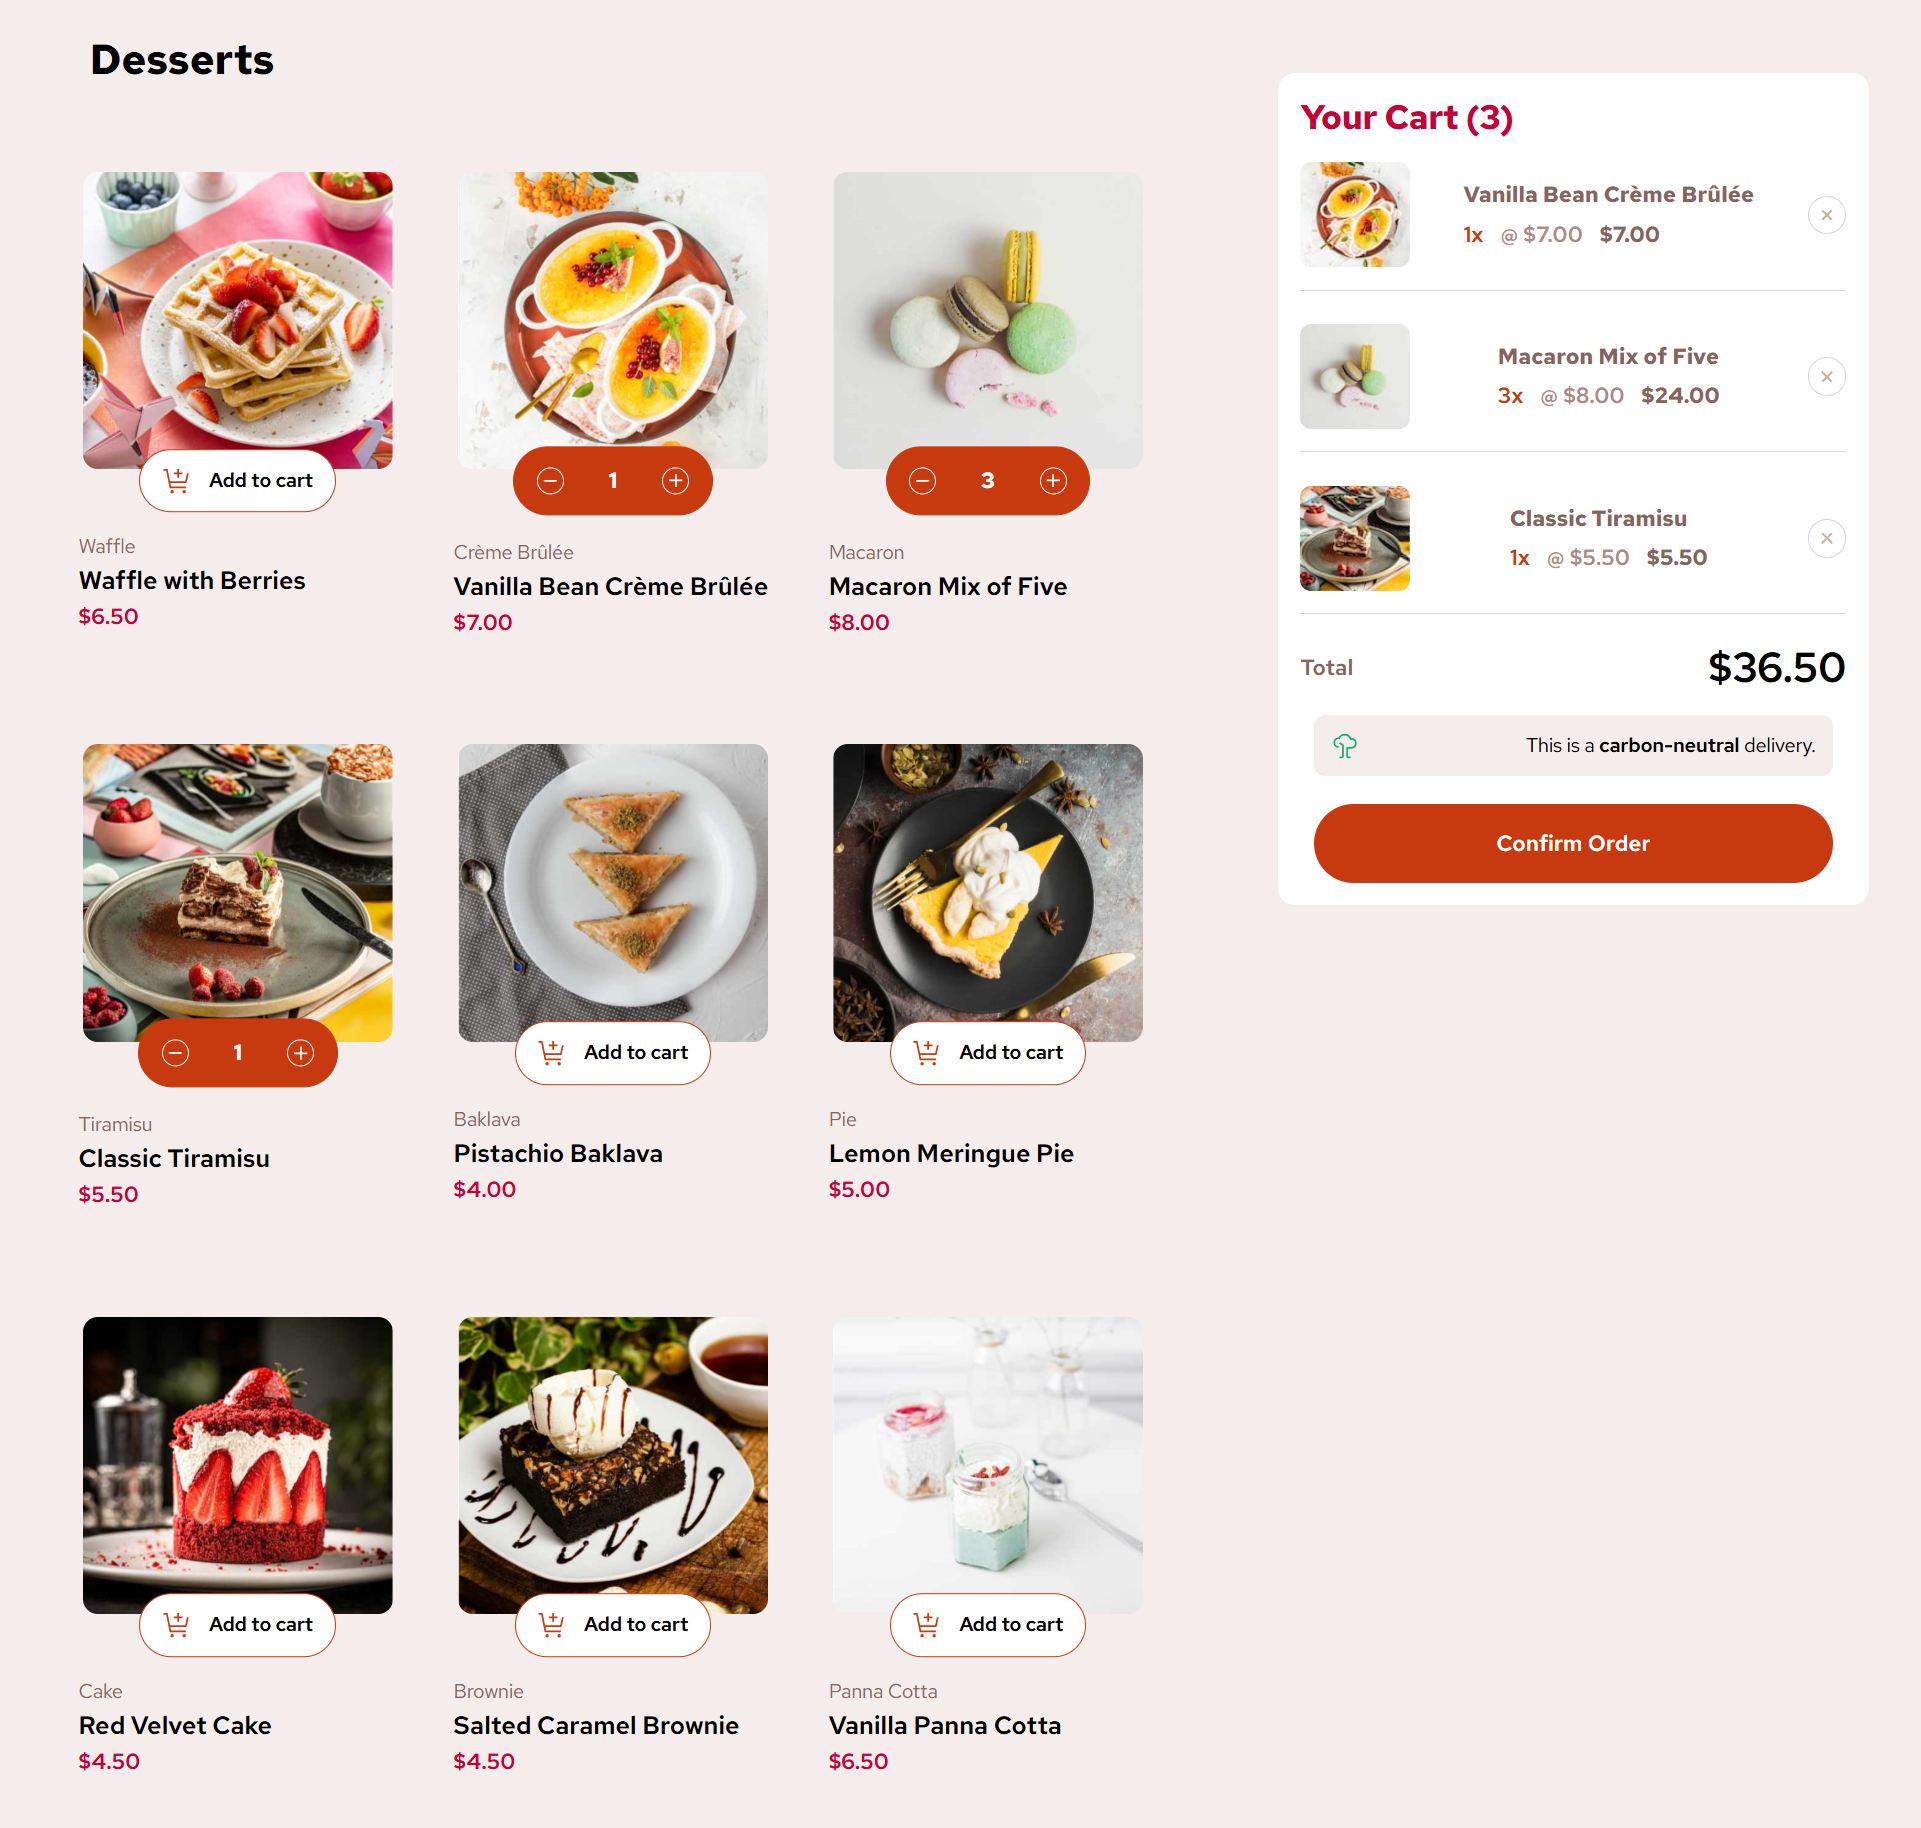 Desserts
Add to cart
Waffle
Waffle with Berries
$6.50
1
Crème Brûlée
Vanilla Bean Crème Brûlée
$7.00
3
Macaron
Macaron Mix of Five
$8.00
1
Tiramisu
Classic Tiramisu
$5.50
Add to cart
Baklava
Pistachio Baklava
$4.00
Add to cart
Pie
Lemon Meringue Pie
$5.00
Add to cart
Cake
Red Velvet Cake
$4.50
Add to cart
Brownie
Salted Caramel Brownie
$4.50
Add to cart
Panna Cotta
Vanilla Panna Cotta
$6.50
Your Cart (3)
Vanilla Bean Crème Brûlée
1x @ $7.00 $7.00
Macaron Mix of Five
3x @ $8.00 $24.00
Classic Tiramisu
1x @ $5.50 $5.50
Total $36.50
This is a carbon-neutral delivery.
Confirm Order